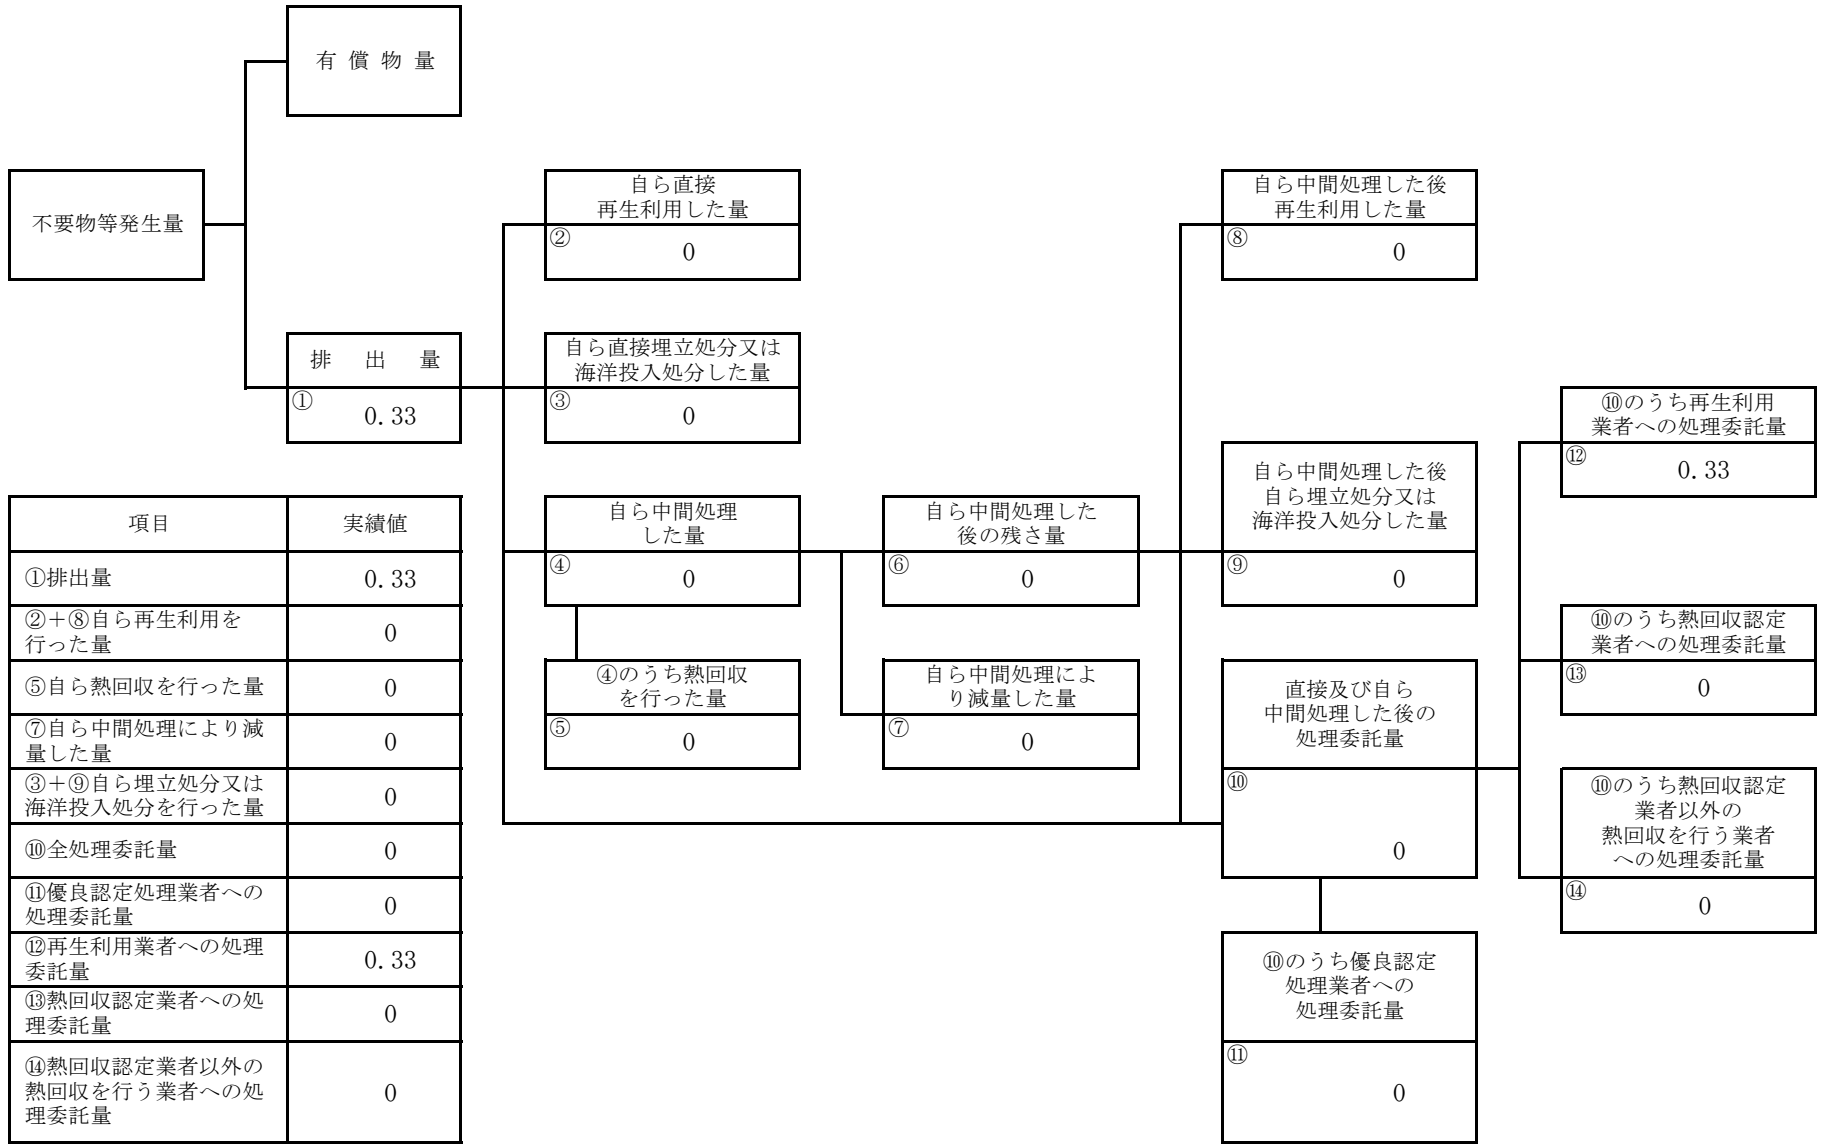 有償物量
不要物等発生量
排出量
①
0.33
自ら直接
再生利用した量
②
0
自ら直接埋立処分又は
海洋投入処分した量
③
0
自ら中間処理
した量
④
0
④のうち熱回収
を行った量
⑤
0
自ら中間処理した
後の残さ量
⑥
0
自ら中間処理によ
り減量した量
⑦
0
自ら中間処理した後
再生利用した量
⑧
0
自ら中間処理した後
自ら埋立処分又は
海洋投入処分した量
⑨
0
直接及び自ら
中間処理した後の
処理委託量
⑩
0
⑩のうち優良認定
処理業者への
処理委託量
⑪
0
⑩のうち再生利用
業者への処理委託量
⑫
0.33
⑩のうち熱回収認定
業者への処理委託量
⑬
0
⑩のうち熱回収認定
業者以外の
熱回収を行う業者
への処理委託量
⑭
0
項目
実績値
①排出量
0.33
②＋⑧自ら再生利用を
行った量
0
⑤自ら熱回収を行った量
0
⑦自ら中間処理により減
量した量
0
③＋⑨自ら埋立処分又は
海洋投入処分を行った量
0
⑩全処理委託量
0
⑪優良認定処理業者への
処理委託量
0
⑫再生利用業者への処理
委託量
0.33
⑬熱回収認定業者への処
理委託量
0
⑭熱回収認定業者以外の
熱回収を行う業者への処
理委託量
0